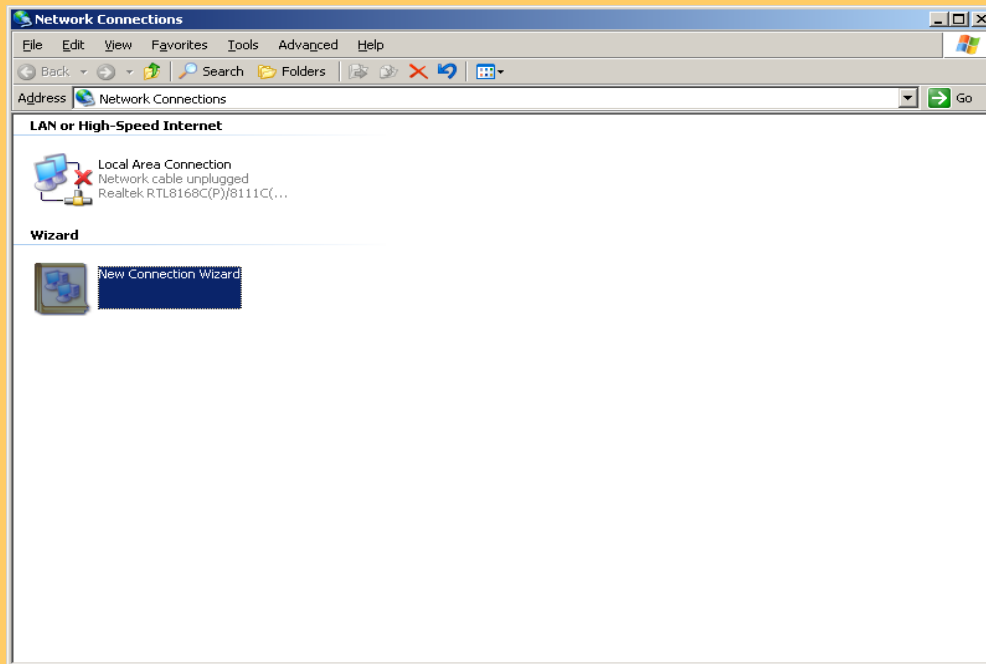 Network Connections
File Edit View Favorites Tools Advanced Help
Back Search Folders
Address Network Connections Go
LAN or High-Speed Internet
Local Area Connection
Network cable unplugged
Realtek RTL8168C(P)/8111C(...
Wizard
New Connection Wizard